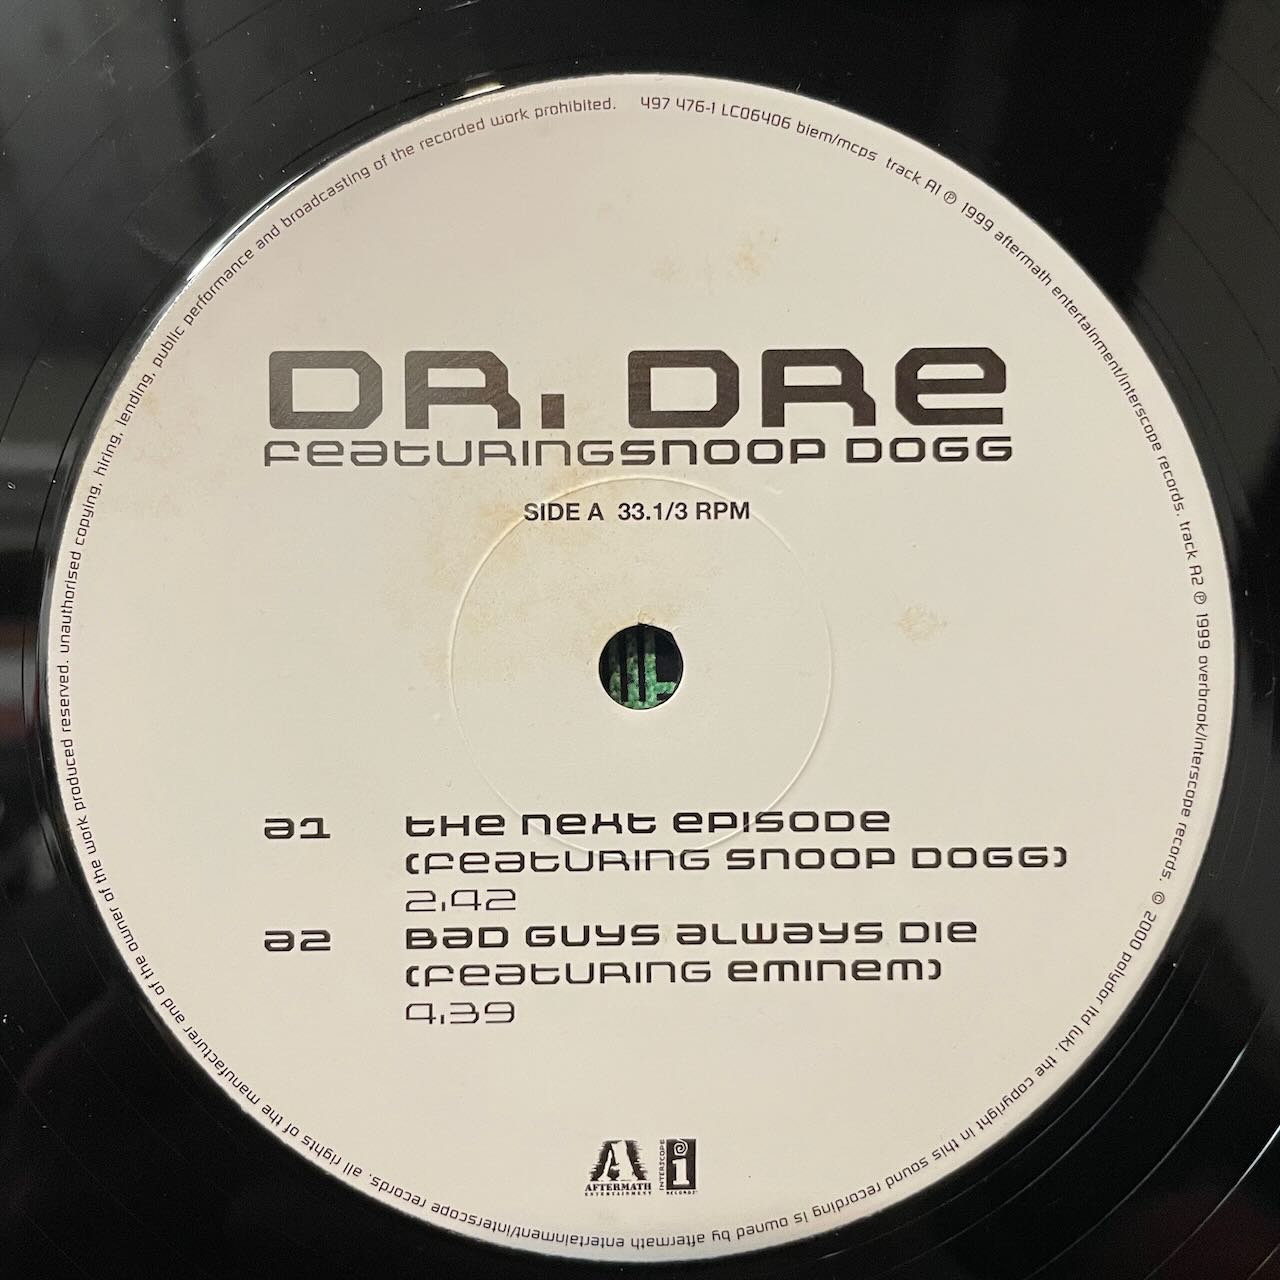 DR. DRE
featuring snoop dogg
SIDE A 33.1/3 RPM
a1 the next episode
(featuring snoop dogg)
2.42
a2 bad guys always die
(featuring eminem)
4.39
AFTERMATH
ENTERTAINMENT
INTERSCOPE
RECORDS
497 476-1 LC06406 biem/mcps track A1 ℗ 1999 aftermath entertainment/interscope records. track A2 ℗ 1999 overbrook/interscope records. © 2000 polydor ltd (uk). the copyright in this sound recording is owned by aftermath entertainment/interscope records. all rights of the manufacturer and of the owner of the work produced reserved. unauthorised copying, hiring, lending, public performance and broadcasting of the recorded work prohibited.